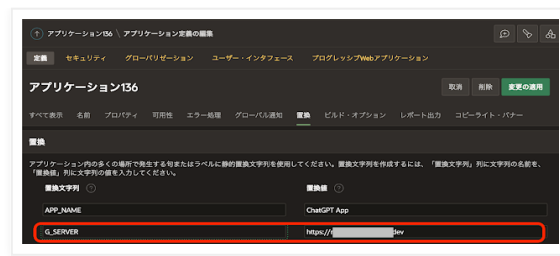 アプリケーション136 \ アプリケーション定義の編集
定義 セキュリティ グローバリゼーション ユーザー・インタフェース プログレッシブWebアプリケーション
アプリケーション136 取消 削除 変更の適用
すべて表示 名前 プロパティ 可用性 エラー処理 グローバル通知 置換 ビルド・オプション レポート出力 コピーライト・バナー
置換
アプリケーション内の多くの場所で発生する句またはラベルに静的置換文字列を使用してください。置換文字列を作成するには、「置換文字列」列に文字列の名前を、
「置換値」列に文字列の値を入力してください。
置換文字列 置換値
APP_NAME ChatGPT App
G_SERVER https:// dev